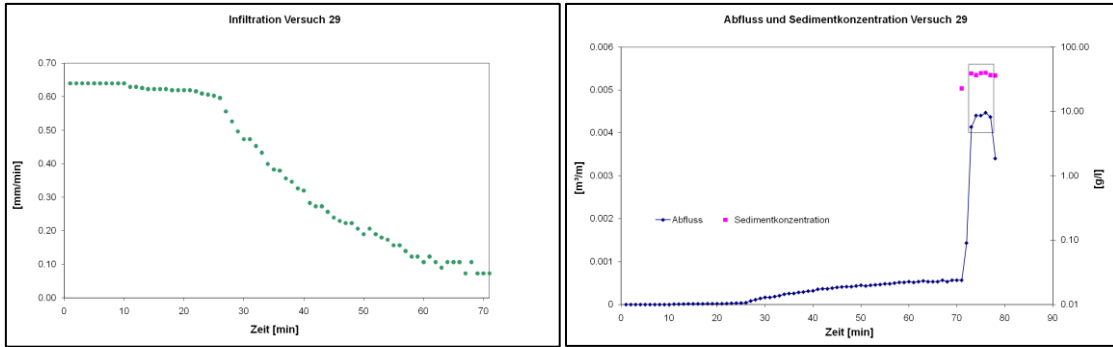 Infiltration Versuch 29
0.70
0.60
0.50
0.40
0.30
0.20
0.10
0.00
[mm/min]
0 10 20 30 40 50 60 70
Zeit [min]
Abfluss und Sedimentkonzentration Versuch 29
0.006
0.005
0.004
0.003
0.002
0.001
0
[m³/m]
Abfluss Sedimentkonzentration
100.00
10.00
1.00
0.10
0.01
[g/l]
0 10 20 30 40 50 60 70 80 90
Zeit [min]